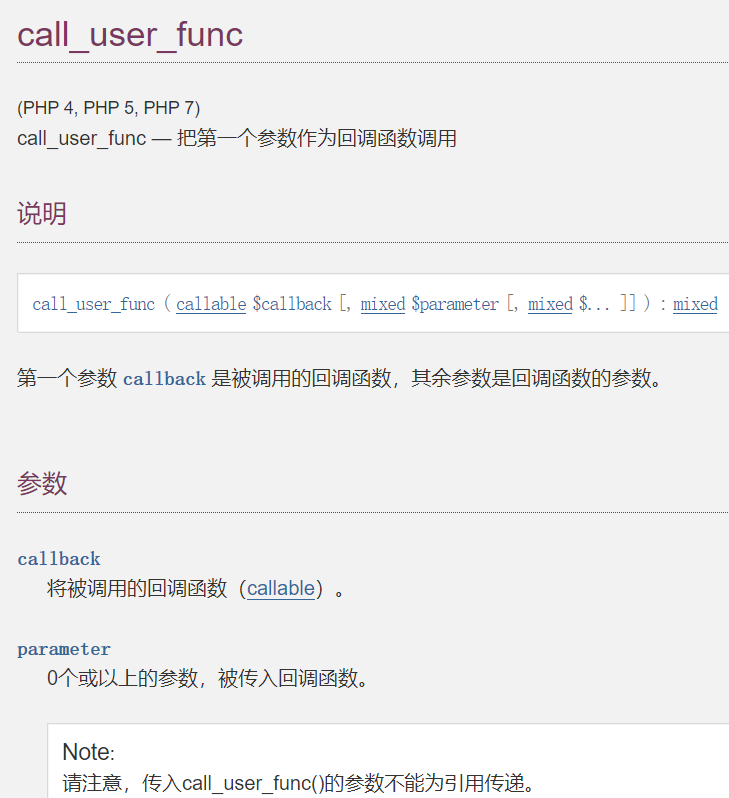 call_user_func
(PHP 4, PHP 5, PHP 7)
call_user_func — 把第一个参数作为回调函数调用
说明
call_user_func ( callable $callback [, mixed $parameter [, mixed $... ]] ) : mixed
第一个参数 callback 是被调用的回调函数，其余参数是回调函数的参数。
参数
callback
将被调用的回调函数（callable）。
parameter
0个或以上的参数，被传入回调函数。
Note:
请注意，传入call_user_func()的参数不能为引用传递。